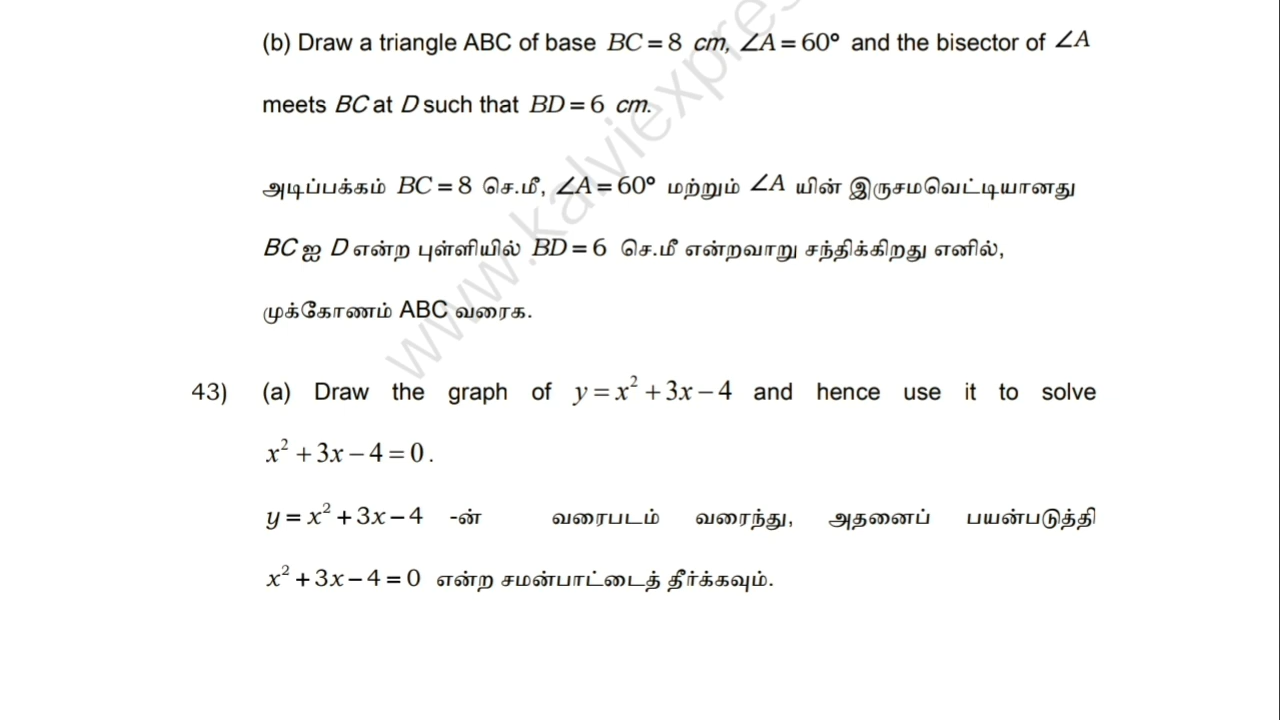 (b) Draw a triangle ABC of base BC = 8 cm, ∠A = 60° and the bisector of ∠A
meets BC at D such that BD = 6 cm.
அடிப்பக்கம் BC = 8 செ.மீ, ∠A = 60° மற்றும் ∠A யின் இருசமவெட்டியானது
BC ஐ D என்ற புள்ளியில் BD = 6 செ.மீ என்றவாறு சந்திக்கிறது எனில்,
முக்கோணம் ABC வரைக.
43) (a) Draw the graph of y = x² + 3x – 4 and hence use it to solve
x² + 3x – 4 = 0.
y = x² + 3x – 4 -ன் வரைபடம் வரைந்து, அதனைப் பயன்படுத்தி
x² + 3x – 4 = 0 என்ற சமன்பாட்டைத் தீர்க்கவும்.
www.kalviexpres